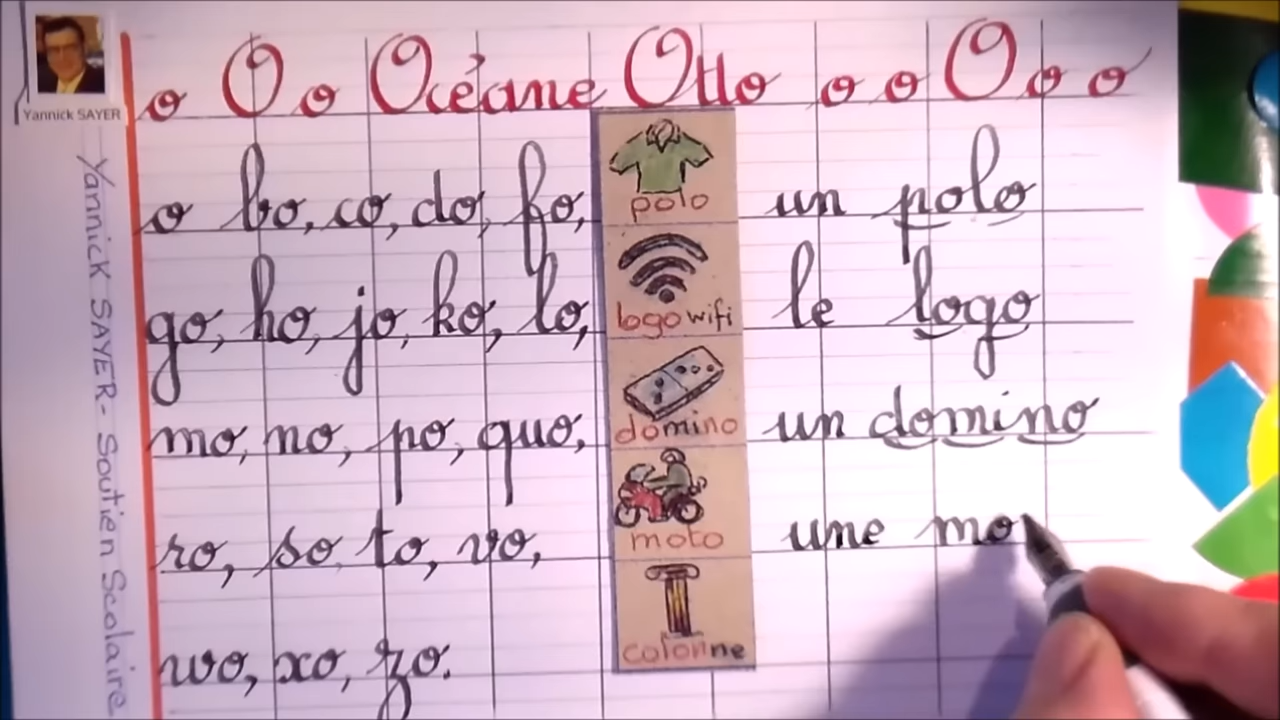 o O o Océane Otto o o O o o
Yannick SAYER
Yannick SAYER - Soutien Scolaire
o bo, co, do, fo,
go, ho, jo, ko, lo,
mo, no, po, quo,
ro, so to, vo,
wo, xo, zo.
polo
logo wifi
domino
moto
colonne
un polo
le logo
un domino
une mo